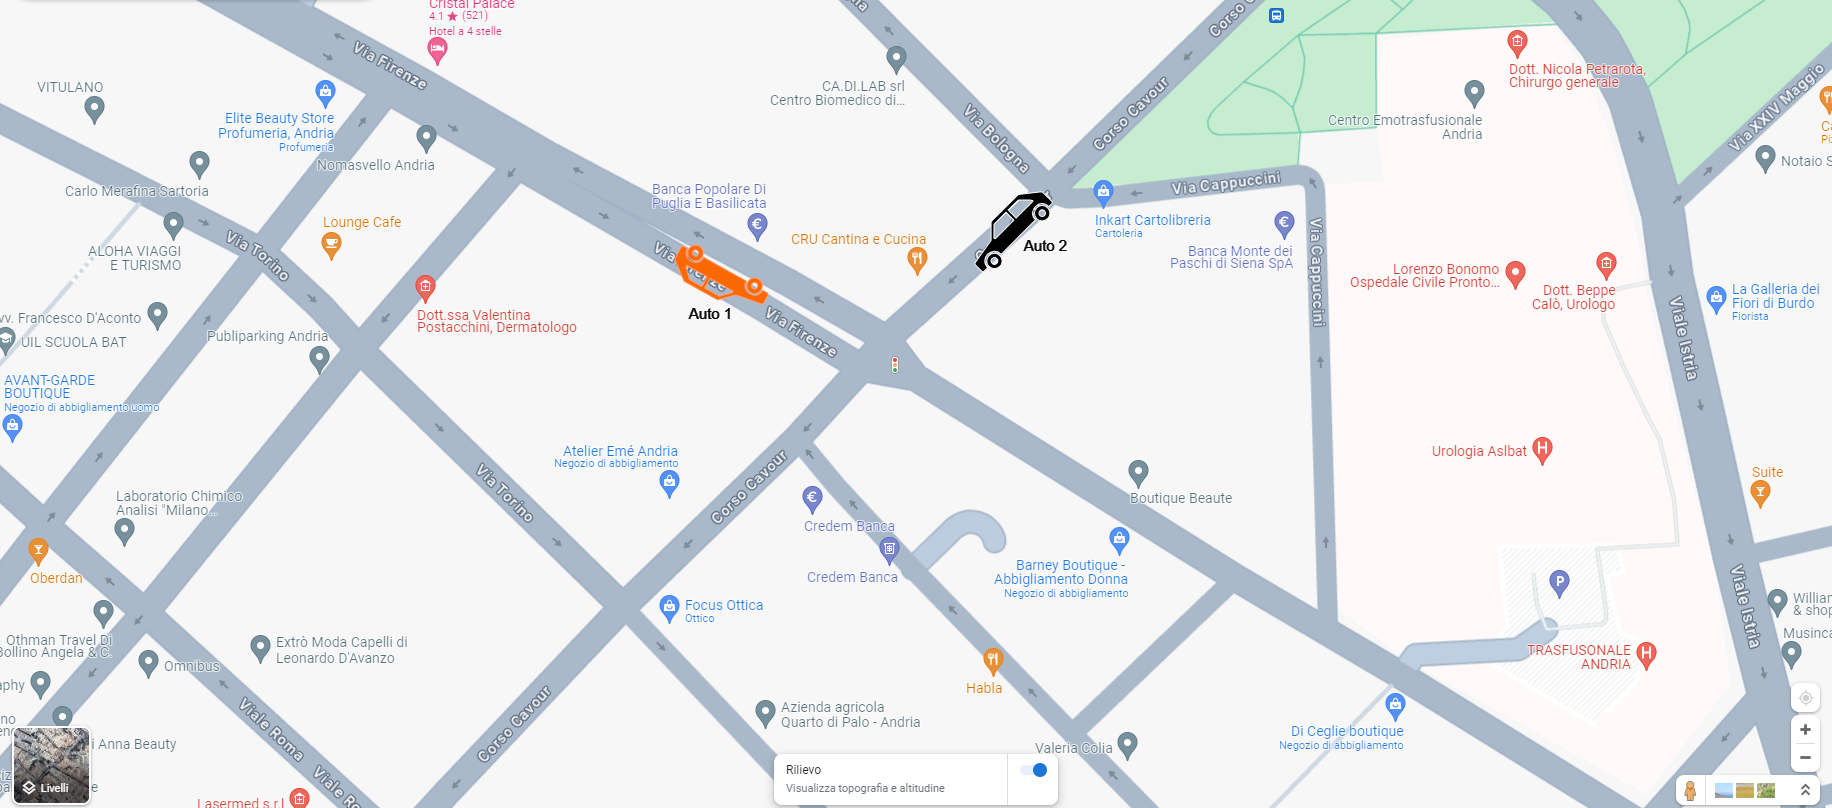 Cristal Palace
4.1 ★ (521)
Hotel a 4 stelle
Corso C
Via Firenze
VITULANO
Elite Beauty Store
Profumeria, Andria
Profumeria
Nomasvello Andria
Carlo Merafina Sartoria
CA.DI.LAB srl
Centro Biomedico di...
Via Bologna
Corso Cavour
Dott. Nicola Petrarota,
Chirurgo generale
Centro Emotrasfusionale
Andria
Via XXIV Maggio
Notaio S
Banca Popolare Di
Puglia E Basilicata
Via Cappuccini
Inkart Cartolibreria
Cartoleria
Lounge Cafe
ALOHA VIAGGI
E TURISMO
Via Torino
CRU Cantina e Cucina
Auto 2
Banca Monte dei
Paschi di Siena SpA
Via Cappuccini
Lorenzo Bonomo
Ospedale Civile Pronto...
Dott. Beppe
Calò, Urologo
La Galleria dei
Fiori di Burdo
Fiorista
Via Firenze
Auto 1
Via Firenze
Dott.ssa Valentina
Postacchini, Dermatologo
vv. Francesco D'Aconto
UIL SCUOLA BAT
Publiparking Andria
Viale Istria
AVANT-GARDE
BOUTIQUE
Negozio di abbigliamento uomo
Atelier Emé Andria
Negozio di abbigliamento
Corso Cavour
Via Torino
Urologia Aslbat
Suite
Boutique Beaute
Laboratorio Chimico
Analisi "Milano...
Credem Banca
Credem Banca
Oberdan
Barney Boutique -
Abbigliamento Donna
Negozio di abbigliamento
P
Viale Istria
William
& shop
Focus Ottica
Ottico
Othman Travel Di
Bollino Angela & C.
Extrò Moda Capelli di
Leonardo D'Avanzo
Omnibus
Musinca
TRASFUSONALE
ANDRIA
Habla
Azienda agricola
Quarto di Palo - Andria
Corso Cavour
Viale Roma
Viale Ro
Di Ceglie boutique
Negozio di abbigliamento
Valeria Colia
i Anna Beauty
Livelli
Lasermed s.r.l
Rilievo
Visualizza topografia e altitudine